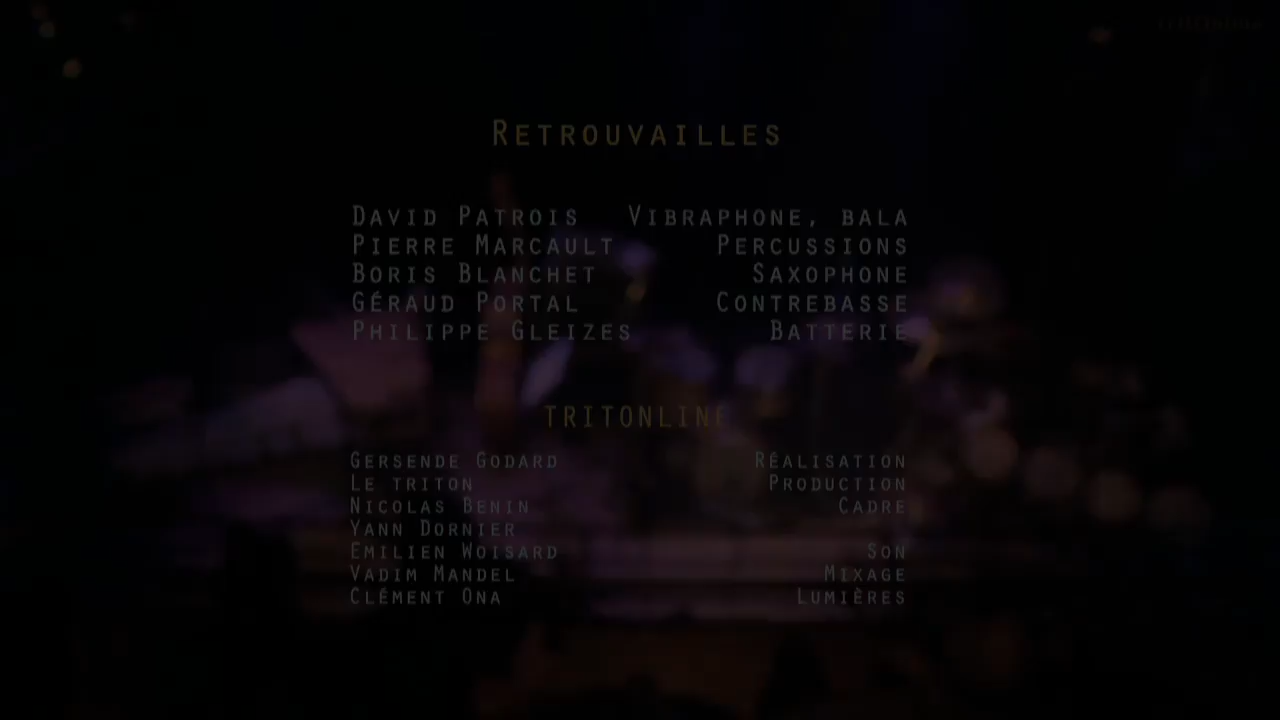 RETROUVAILLES
DAVID PATROIS VIBRAPHONE, BALA
PIERRE MARCAULT PERCUSSIONS
BORIS BLANCHET SAXOPHONE
GÉRAUD PORTAL CONTREBASSE
PHILIPPE GLEIZES BATTERIE
TRITONLINE
GERSENDE GODARD RÉALISATION
LE TRITON PRODUCTION
NICOLAS BENIN CADRE
YANN DORNIER
EMILIEN WOISARD SON
VADIM MANDEL MIXAGE
CLÉMENT ONA LUMIÈRES